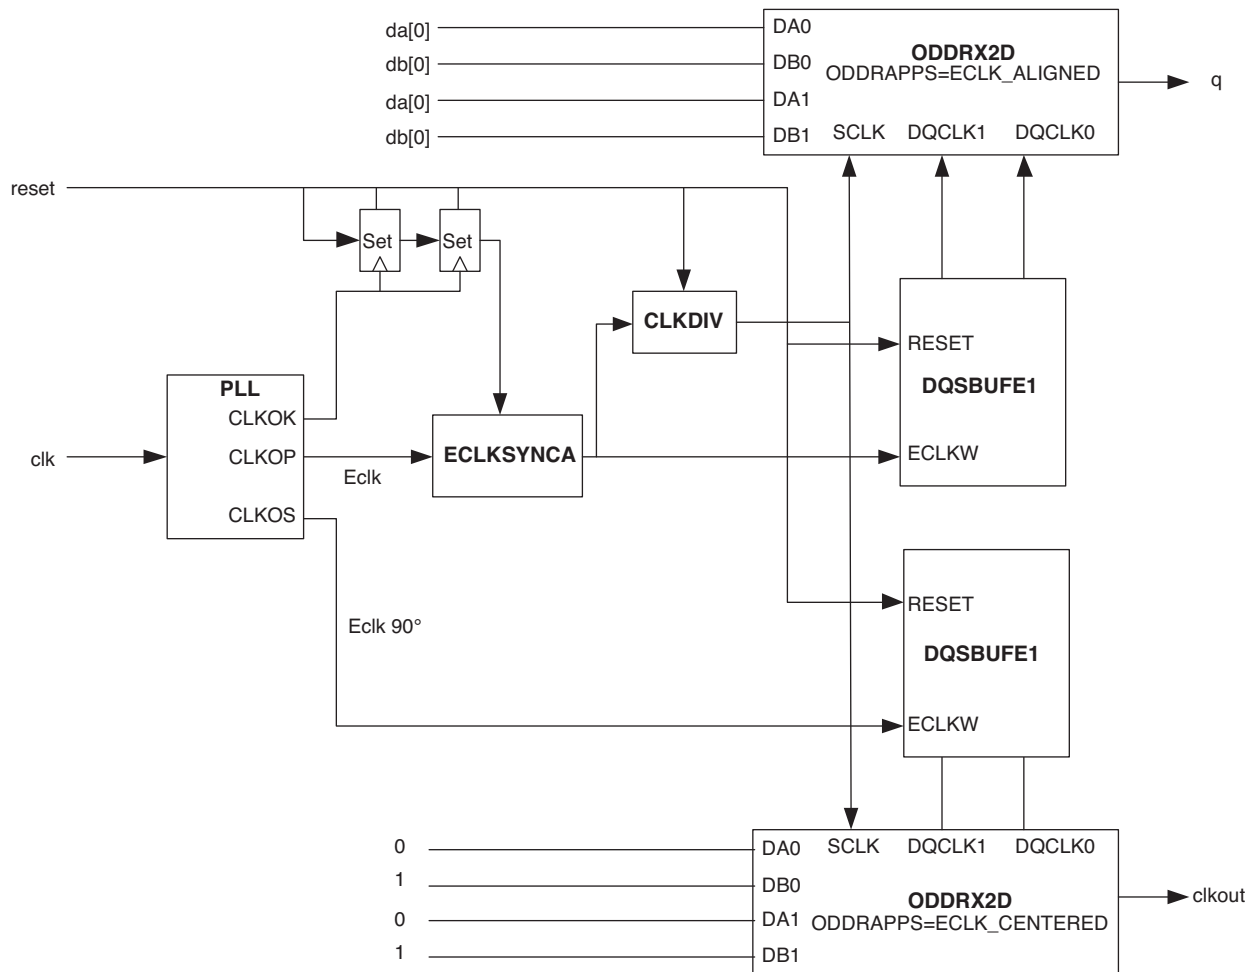 da[0]
db[0]
da[0]
db[0]
DA0
DB0
DA1
DB1
ODDRX2D
ODDRAPPS=ECLK_ALIGNED
SCLK
DQCLK1
DQCLK0
q
reset
Set
Set
CLKDIV
RESET
DQSBUFE1
ECLKW
PLL
CLKOK
CLKOP
CLKOS
clk
Eclk
ECLKSYNCA
Eclk 90°
RESET
DQSBUFE1
ECLKW
0
1
0
1
DA0
DB0
DA1
DB1
SCLK
DQCLK1
DQCLK0
ODDRX2D
ODDRAPPS=ECLK_CENTERED
clkout